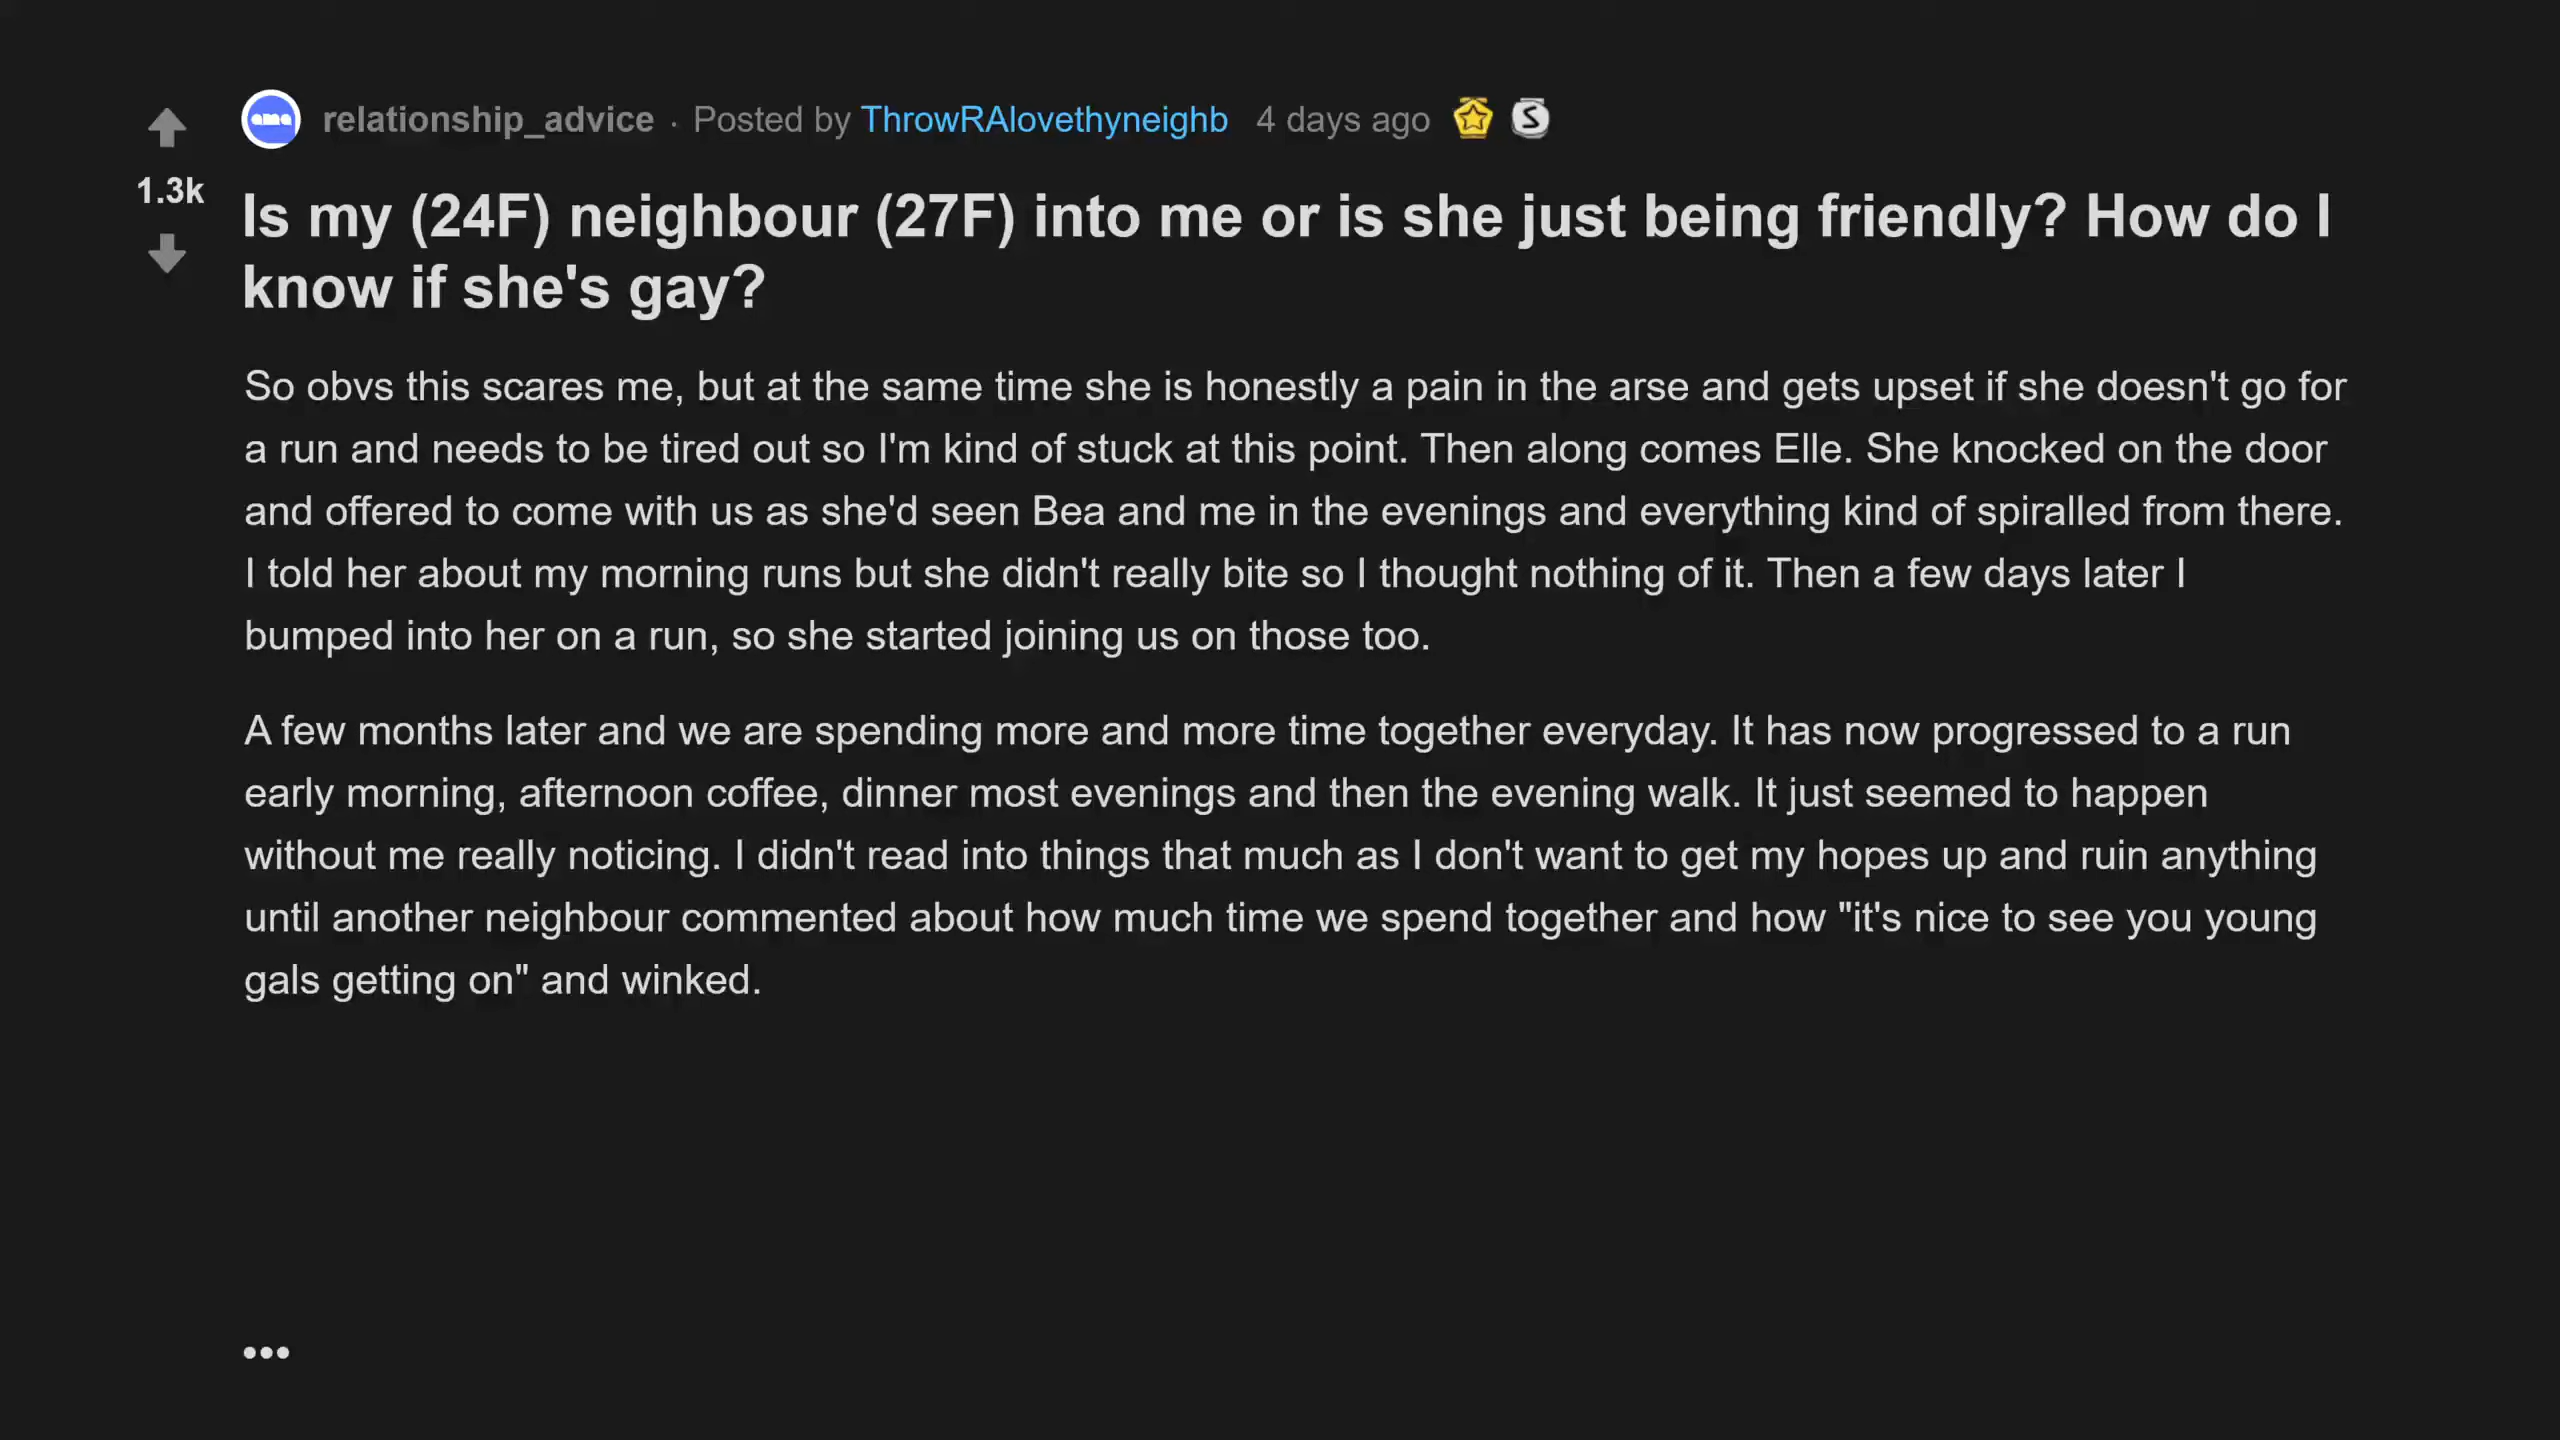 relationship_advice · Posted by ThrowRAlovethyneighb 4 days ago
1.3k
Is my (24F) neighbour (27F) into me or is she just being friendly? How do I
know if she's gay?
So obvs this scares me, but at the same time she is honestly a pain in the arse and gets upset if she doesn't go for
a run and needs to be tired out so I'm kind of stuck at this point. Then along comes Elle. She knocked on the door
and offered to come with us as she'd seen Bea and me in the evenings and everything kind of spiralled from there.
I told her about my morning runs but she didn't really bite so I thought nothing of it. Then a few days later I
bumped into her on a run, so she started joining us on those too.
A few months later and we are spending more and more time together everyday. It has now progressed to a run
early morning, afternoon coffee, dinner most evenings and then the evening walk. It just seemed to happen
without me really noticing. I didn't read into things that much as I don't want to get my hopes up and ruin anything
until another neighbour commented about how much time we spend together and how "it's nice to see you young
gals getting on" and winked.
•••